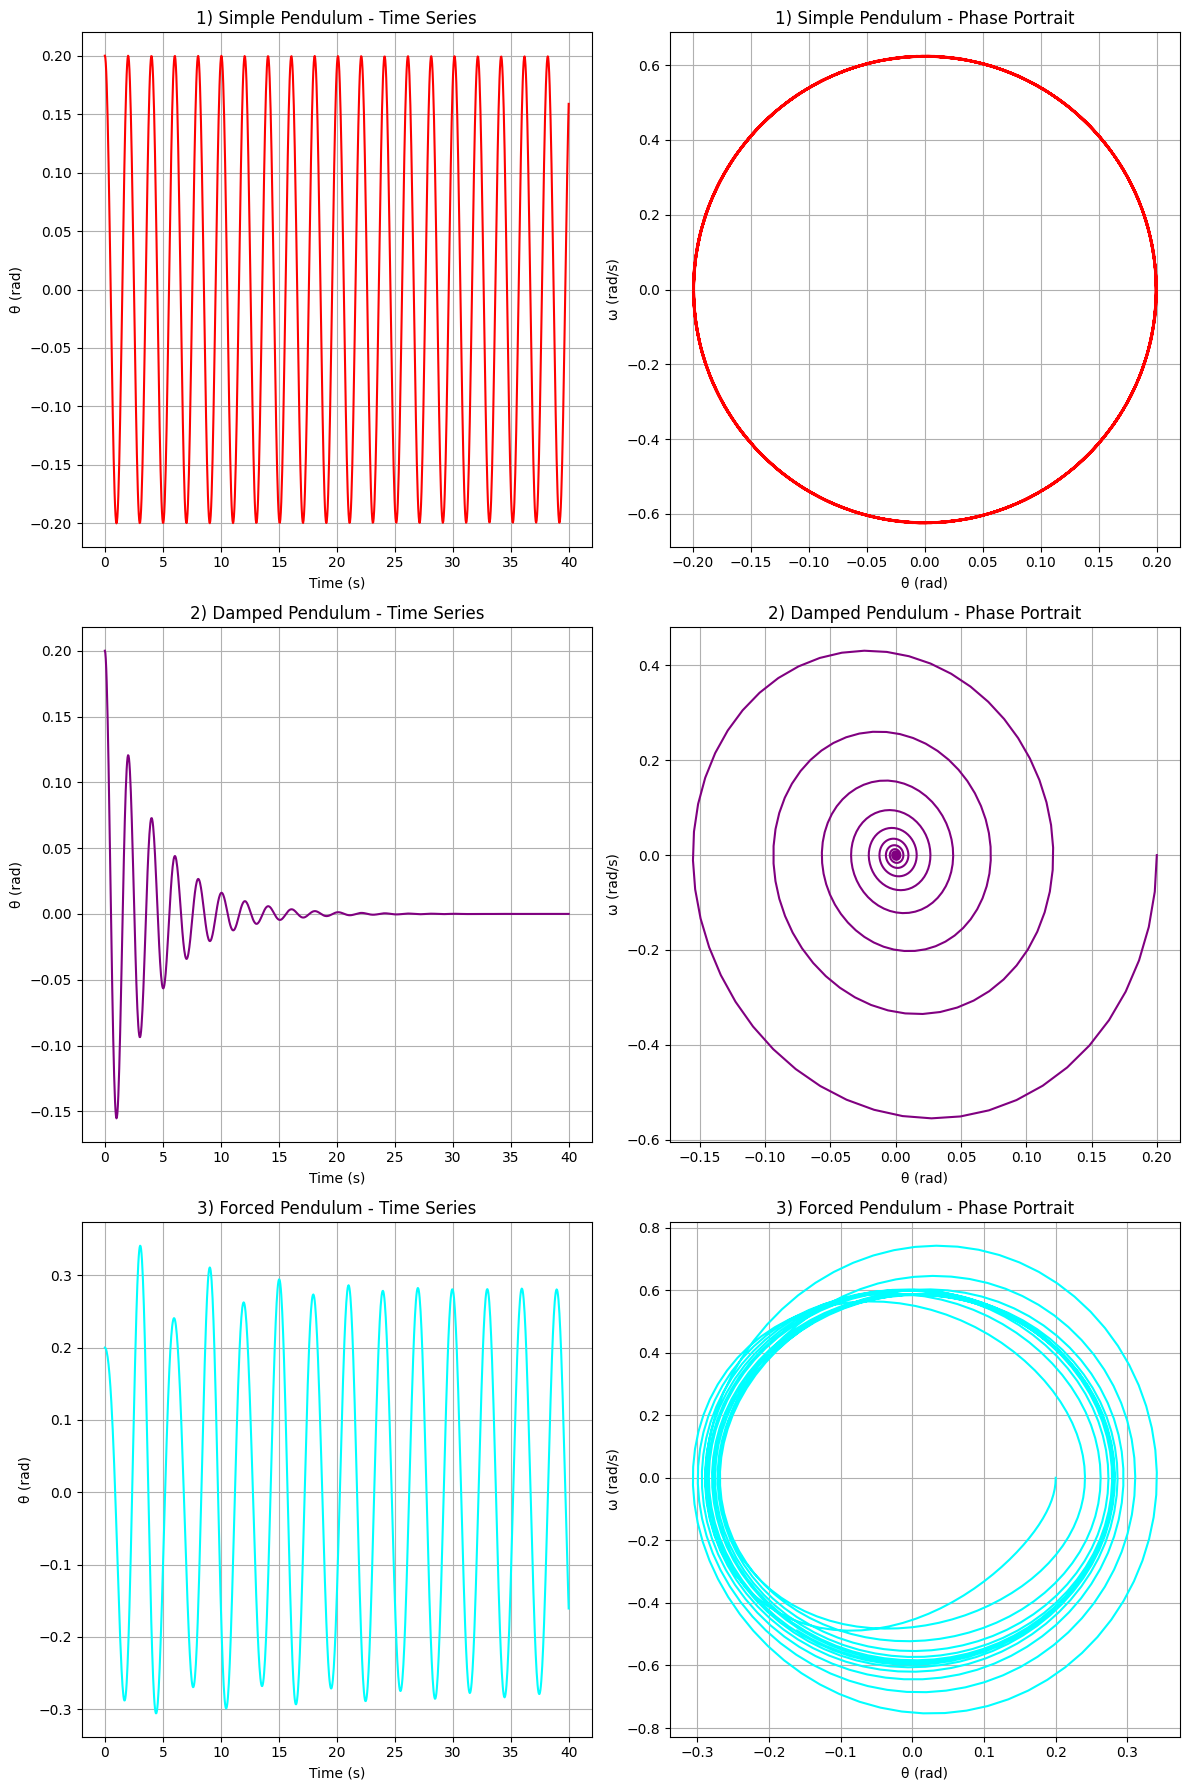 1) Simple Pendulum - Time Series
0.20
0.15
0.10
0.05
0.00
−0.05
−0.10
−0.15
−0.20
θ (rad)
0 5 10 15 20 25 30 35 40
Time (s)
1) Simple Pendulum - Phase Portrait
0.6
0.4
0.2
0.0
−0.2
−0.4
−0.6
ω (rad/s)
−0.20 −0.15 −0.10 −0.05 0.00 0.05 0.10 0.15 0.20
θ (rad)
2) Damped Pendulum - Time Series
0.20
0.15
0.10
0.05
0.00
−0.05
−0.10
−0.15
θ (rad)
0 5 10 15 20 25 30 35 40
Time (s)
2) Damped Pendulum - Phase Portrait
0.4
0.2
0.0
−0.2
−0.4
−0.6
ω (rad/s)
−0.15 −0.10 −0.05 0.00 0.05 0.10 0.15 0.20
θ (rad)
3) Forced Pendulum - Time Series
0.3
0.2
0.1
0.0
−0.1
−0.2
−0.3
θ (rad)
0 5 10 15 20 25 30 35 40
Time (s)
3) Forced Pendulum - Phase Portrait
0.8
0.6
0.4
0.2
0.0
−0.2
−0.4
−0.6
−0.8
ω (rad/s)
−0.3 −0.2 −0.1 0.0 0.1 0.2 0.3
θ (rad)